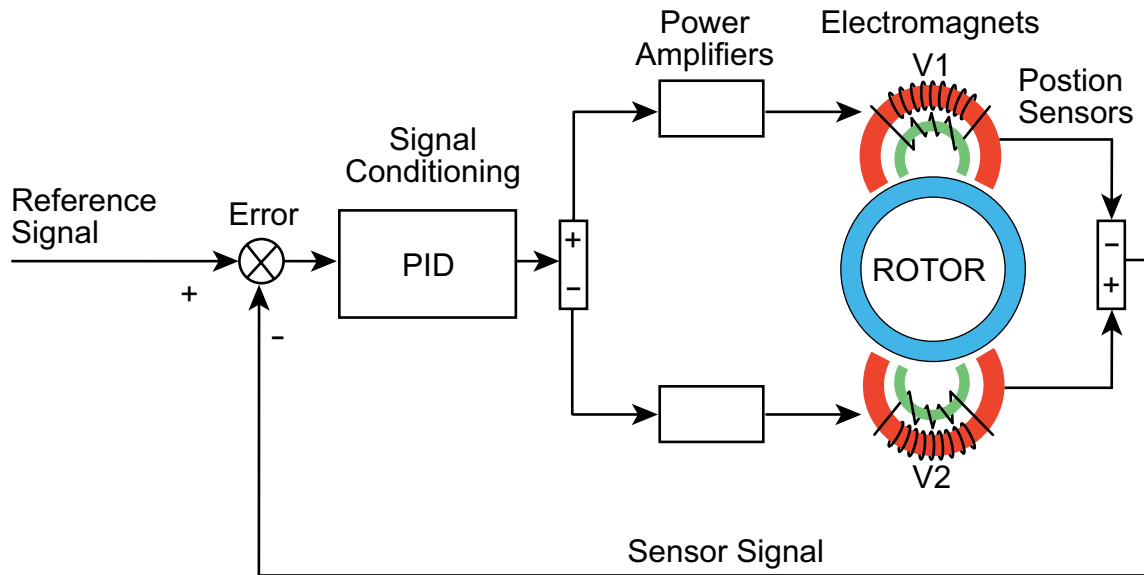 Power
Amplifiers
Electromagnets
V1
Postion
Sensors
Signal
Conditioning
Reference
Signal
Error
PID
+
-
ROTOR
-
+
+
-
V2
Sensor Signal